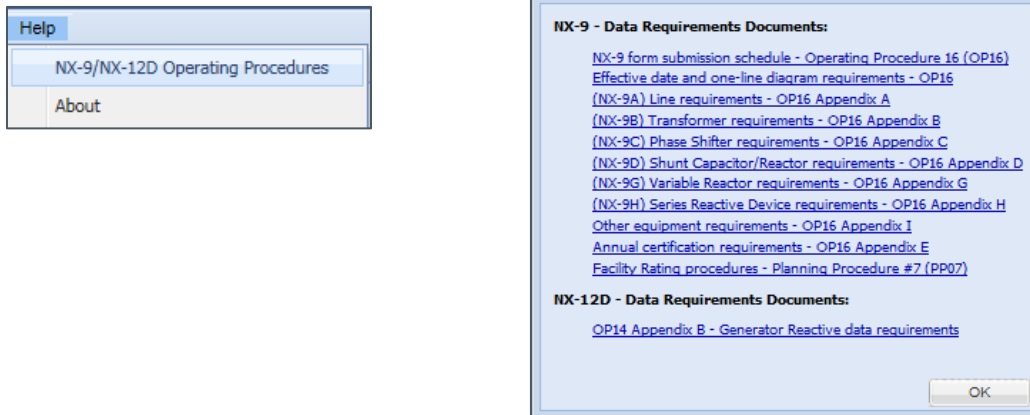 Help
NX-9/NX-12D Operating Procedures
About
NX-9 - Data Requirements Documents:
NX-9 form submission schedule - Operating Procedure 16 (OP16)
Effective date and one-line diagram requirements - OP16
(NX-9A) Line requirements - OP16 Appendix A
(NX-9B) Transformer requirements - OP16 Appendix B
(NX-9C) Phase Shifter requirements - OP16 Appendix C
(NX-9D) Shunt Capacitor/Reactor requirements - OP16 Appendix D
(NX-9G) Variable Reactor requirements - OP16 Appendix G
(NX-9H) Series Reactive Device requirements - OP16 Appendix H
Other equipment requirements - OP16 Appendix I
Annual certification requirements - OP16 Appendix E
Facility Rating procedures - Planning Procedure #7 (PP07)
NX-12D - Data Requirements Documents:
OP14 Appendix B - Generator Reactive data requirements
OK